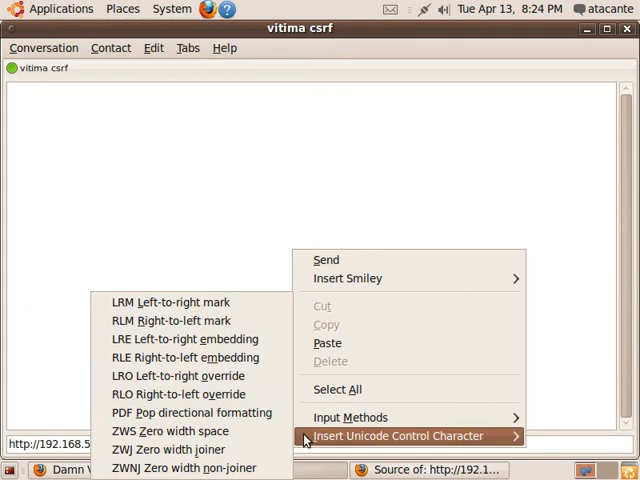 Applications Places System Tue Apr 13, 8:24 PM atacante
vitima csrf
Conversation Contact Edit Tabs Help
vitima csrf
Send
Insert Smiley
Cut
Copy
Paste
Delete
Select All
Input Methods
Insert Unicode Control Character
LRM Left-to-right mark
RLM Right-to-left mark
LRE Left-to-right embedding
RLE Right-to-left embedding
LRO Left-to-right override
RLO Right-to-left override
PDF Pop directional formatting
ZWS Zero width space
ZWJ Zero width joiner
ZWNJ Zero width non-joiner
http://192.168.5
Damn V
Source of: http://192.1...